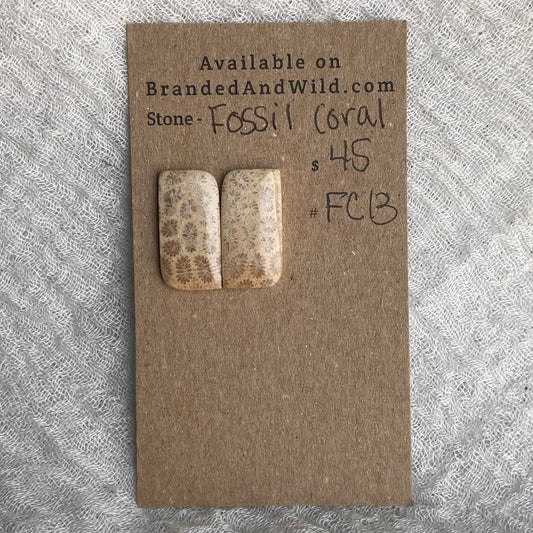 Available on
BrandedAndWild.com
Stone - Fossil Coral
$ 45
# FC13